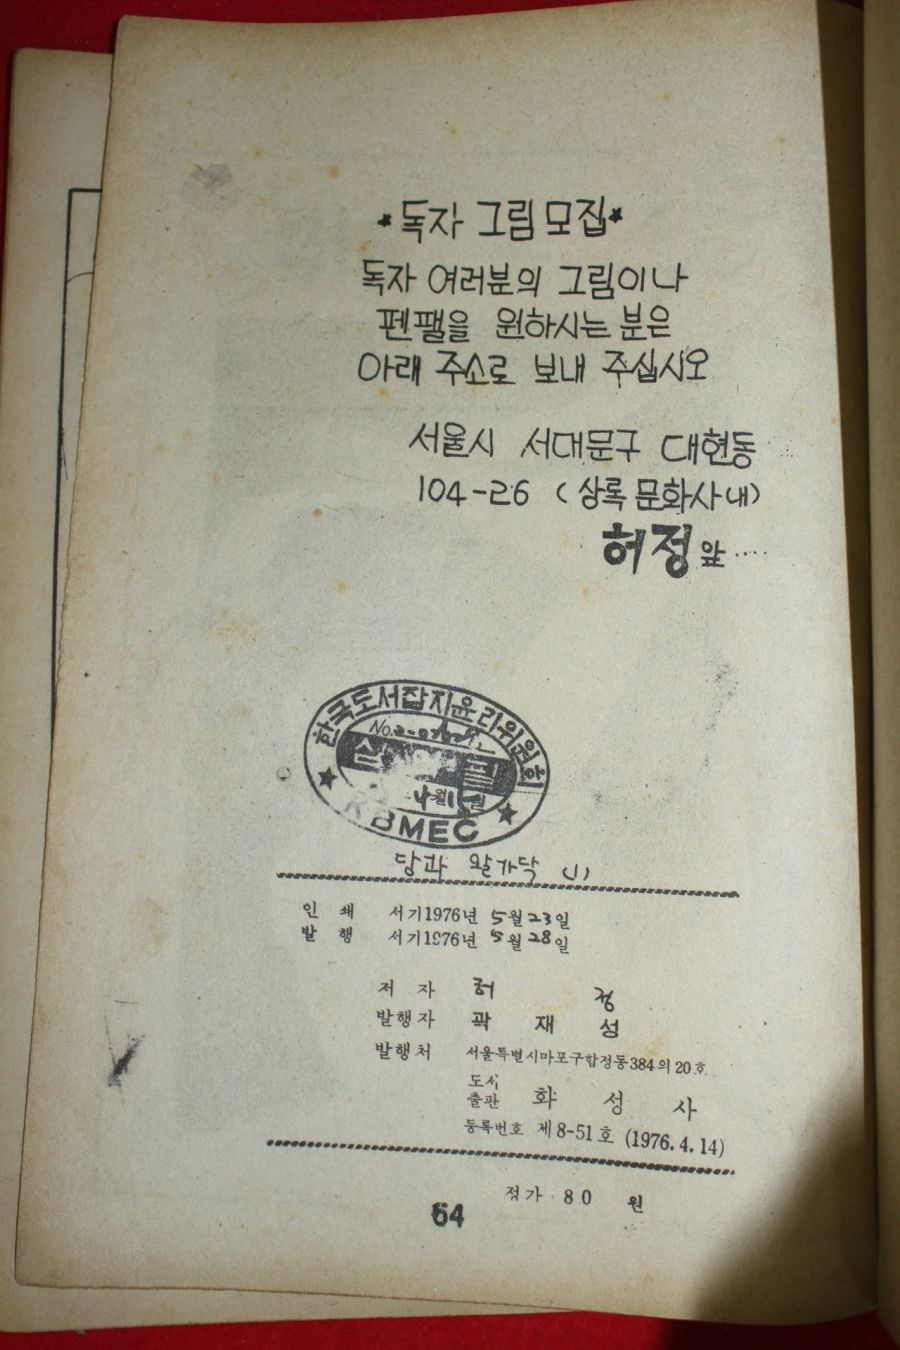 ★독자 그림 모집★
독자 여러분의 그림이나
펜팰을 원하시는 분은
아래 주소로 보내 주십시오
서울시 서대문구 대현동
104-26 (상록 문화사 내)
허정 앞 ....
한국도서잡지윤리위원회
No.
KBMEC
당과 왈가닥 (1)
인 쇄 서기1976년 5월 23일
발 행 서기1976년 5월 28일
저 자 허 정
발행자 곽 재 성
발행처 서울특별시마포구합정동384의20호
도서
출판 화 성 사
등록번호 제8-51호 (1976.4.14)
정가 80 원
64